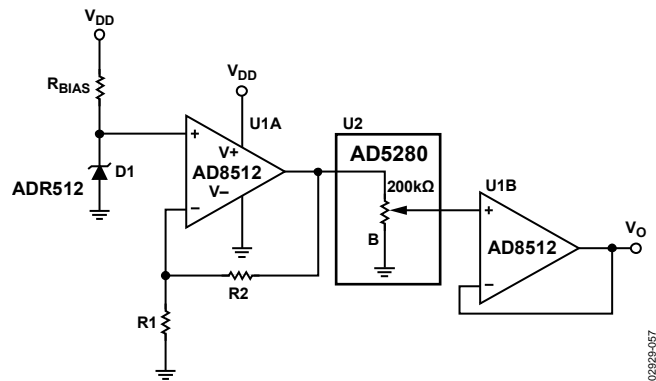 VDD
RBIAS
D1
ADR512
VDD
U1A
+
V+
AD8512
V–
–
R2
R1
U2
AD5280
200kΩ
B
U1B
+
AD8512
–
VO
02929-057